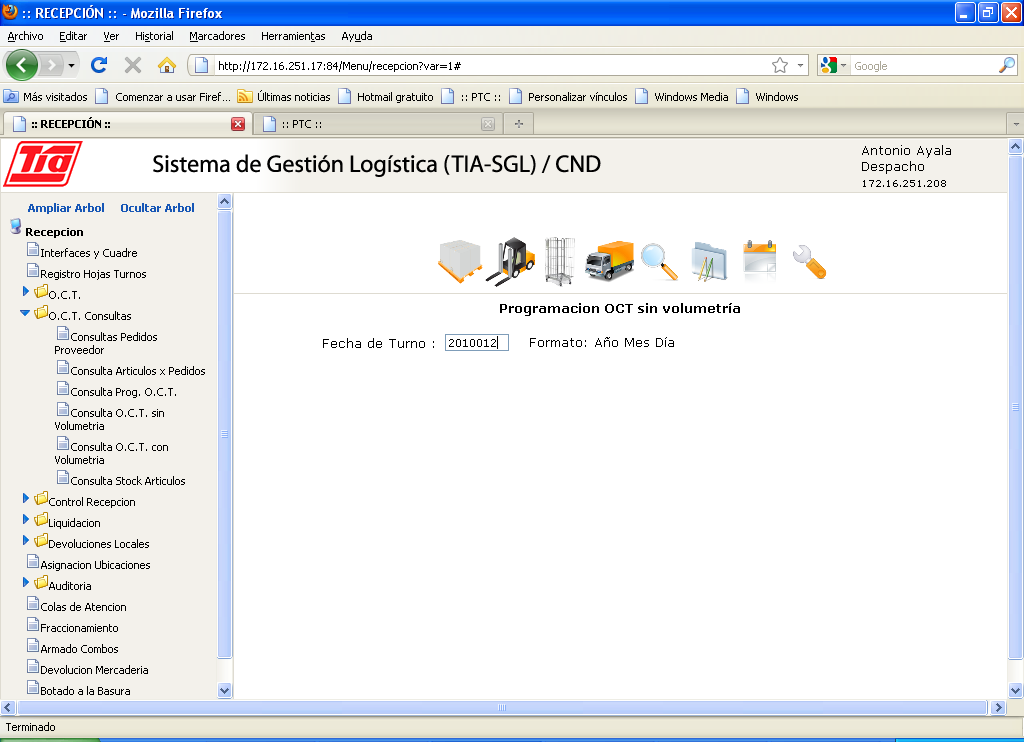 :: RECEPCIÓN :: - Mozilla Firefox
Archivo Editar Ver Historial Marcadores Herramientas Ayuda
http://172.16.251.17:84/Menu/recepcion?var=1# Google
Más visitados Comenzar a usar Firef... Últimas noticias Hotmail gratuito :: PTC :: Personalizar vínculos Windows Media Windows
:: RECEPCIÓN :: :: PTC ::
Tia Sistema de Gestión Logística (TIA-SGL) / CND
Antonio Ayala
Despacho
172.16.251.208
Ampliar Arbol Ocultar Arbol
Recepcion
Interfaces y Cuadre
Registro Hojas Turnos
O.C.T.
O.C.T. Consultas
Consultas Pedidos
Proveedor
Consulta Articulos x Pedidos
Consulta Prog. O.C.T.
Consulta O.C.T. sin
Volumetria
Consulta O.C.T. con
Volumetria
Consulta Stock Articulos
Control Recepcion
Liquidacion
Devoluciones Locales
Asignacion Ubicaciones
Auditoria
Colas de Atencion
Fraccionamiento
Armado Combos
Devolucion Mercaderia
Botado a la Basura
Programacion OCT sin volumetría
Fecha de Turno : 2010012 Formato: Año Mes Día
Terminado